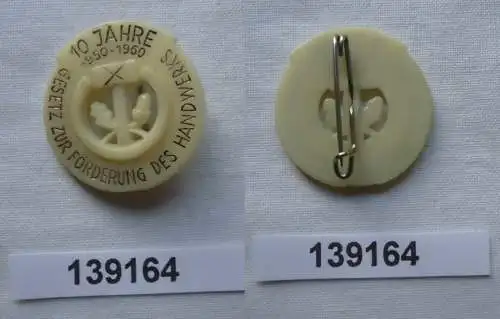 10 JAHRE
1950-1960
GESETZ ZUR FÖRDERUNG DES HANDWERKS
139164
139164